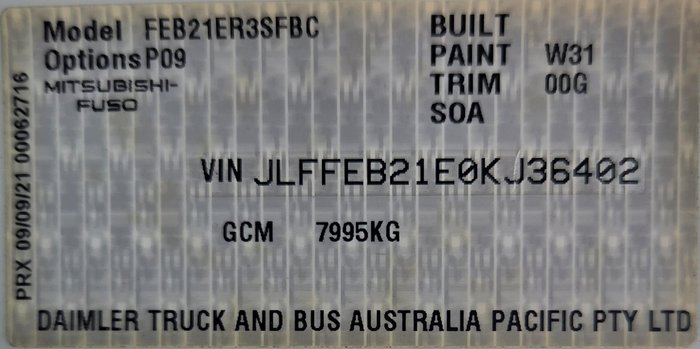 Model FEB21ER3SFBC
Options P09
MITSUBISHI-
FUSO
BUILT
PAINT W31
TRIM 00G
SOA
VIN JLFFEB21E0KJ36402
GCM 7995KG
DAIMLER TRUCK AND BUS AUSTRALIA PACIFIC PTY LTD
PRX 09/09/21 00062716